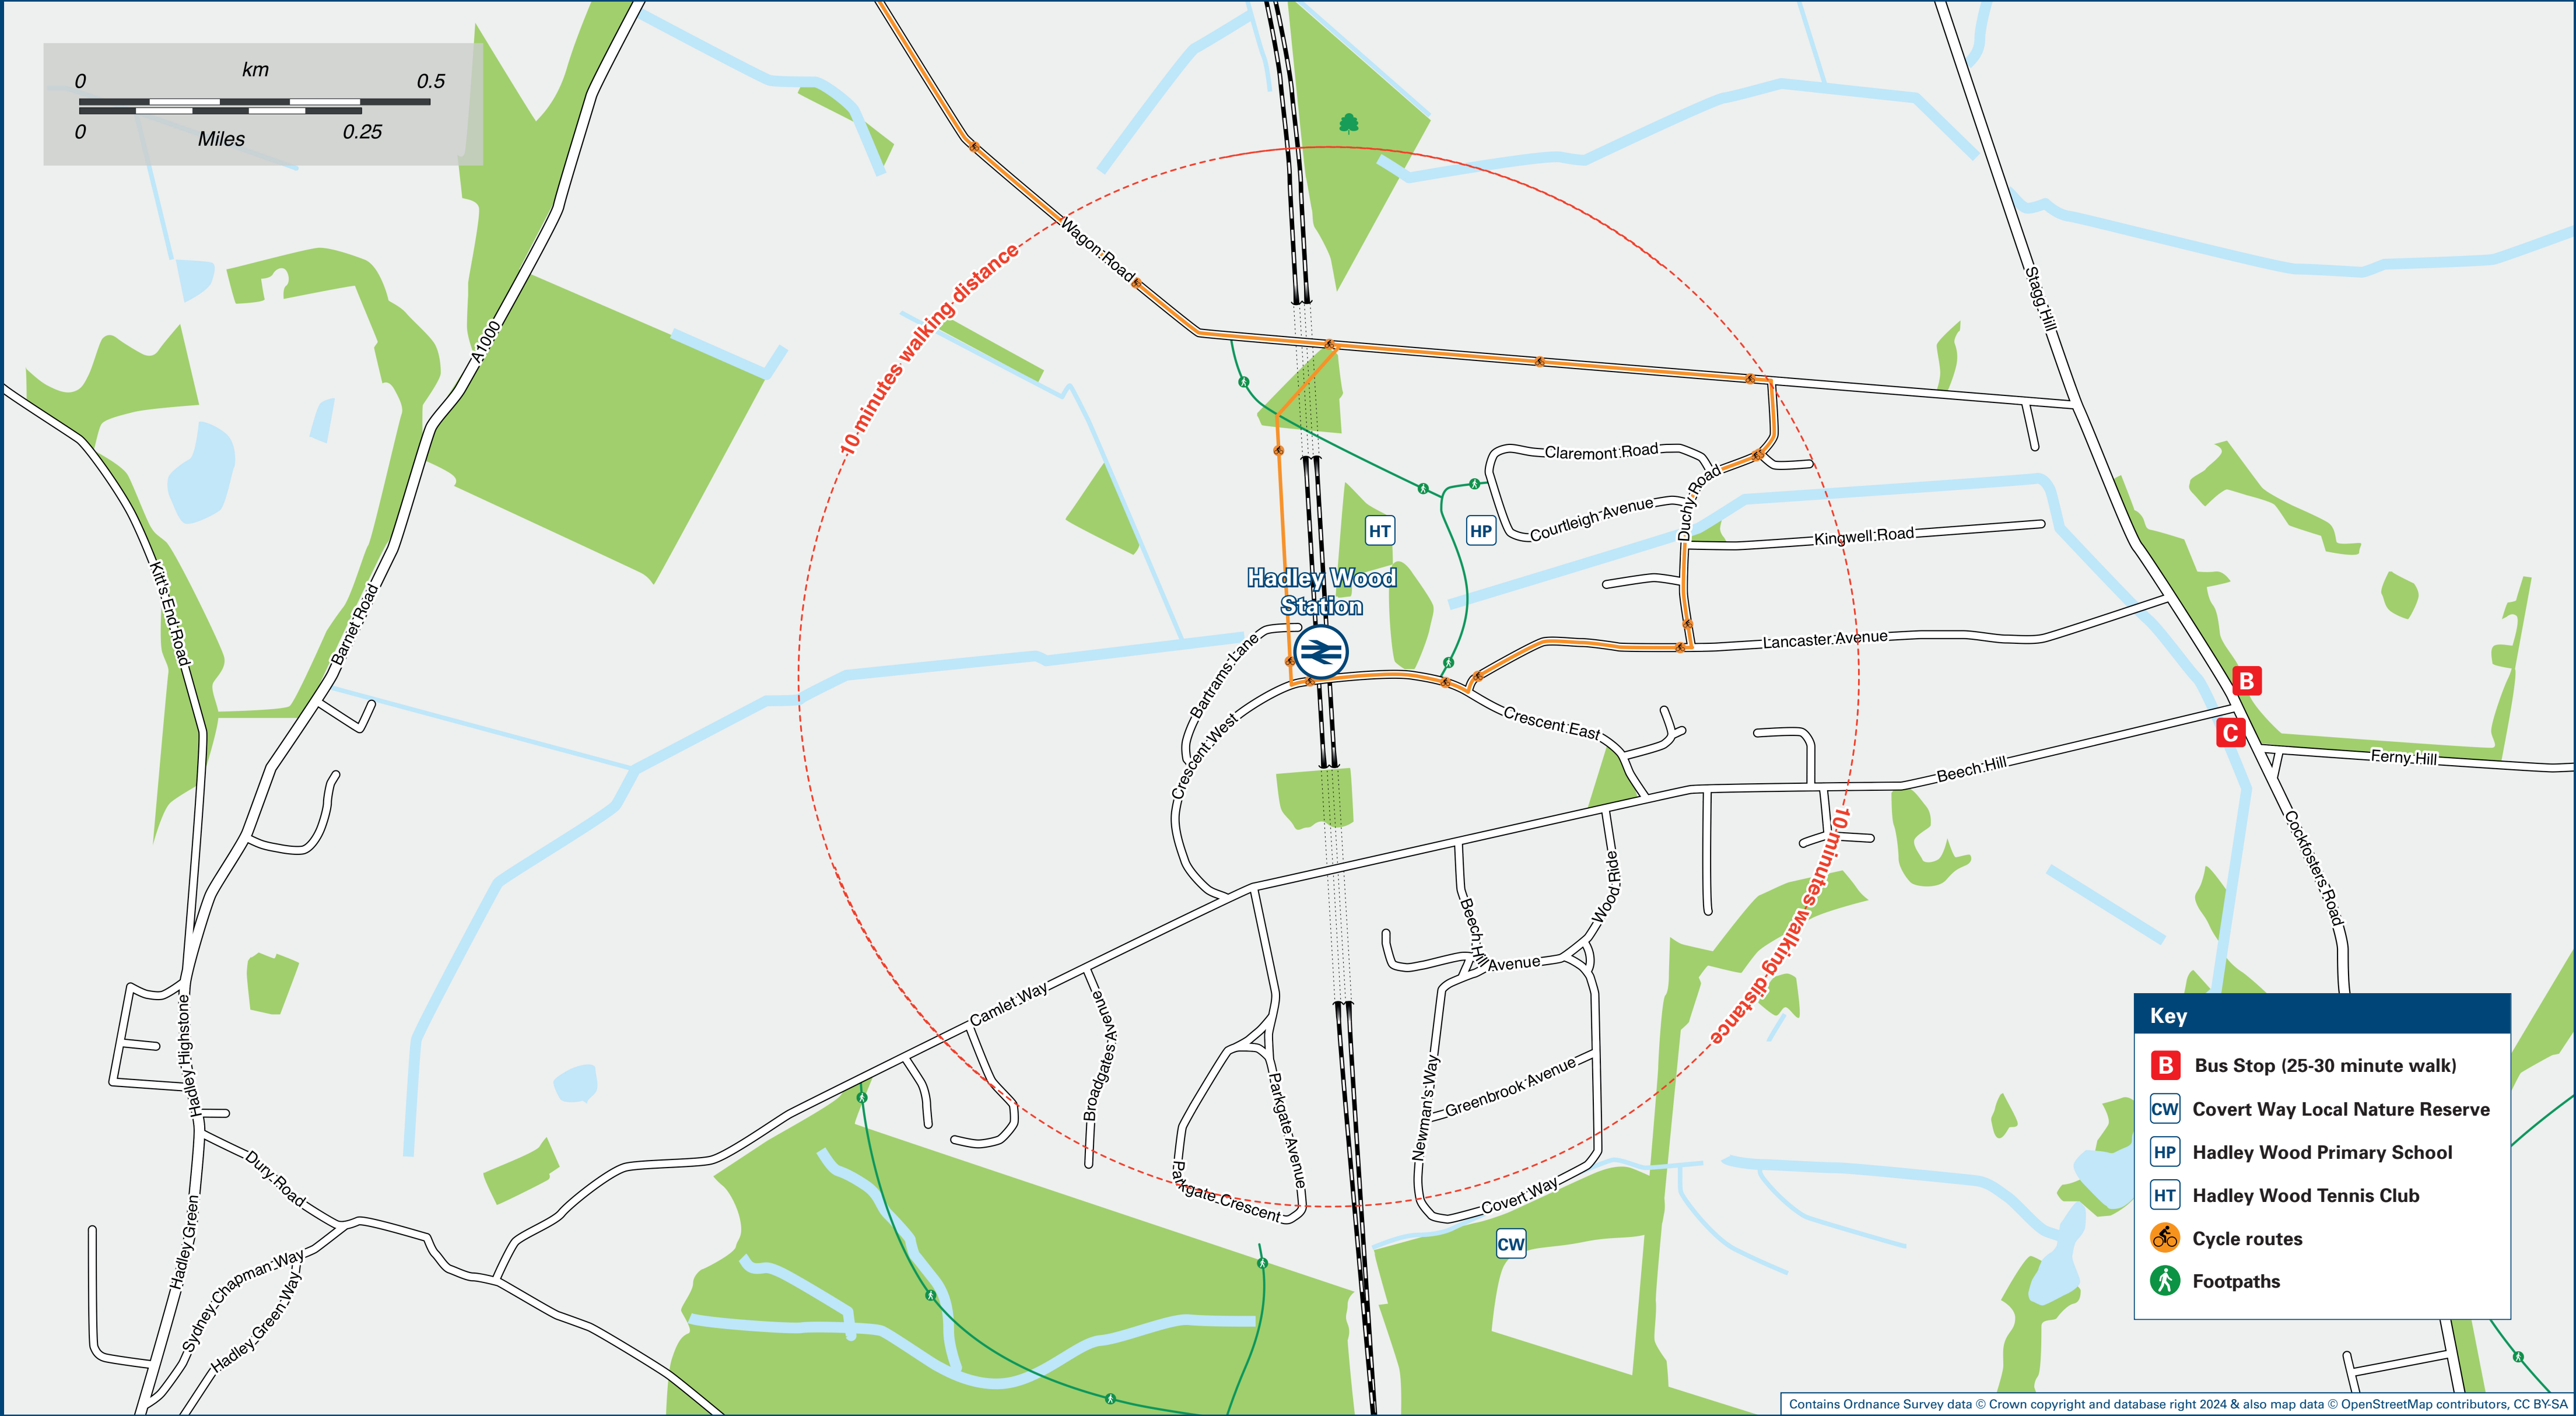 km
0 0.5
0 0.25
Miles
Wagon Road
Stagg Hill
A1000
10 minutes walking distance
Claremont Road
Duchy Road
Courtleigh Avenue
Kingwell Road
HT
HP
Hadley Wood
Station
Kitt's End Road
Barnet Road
Bartrams Lane
Lancaster Avenue
B
C
Crescent West
Crescent East
Beech Hill
Ferny Hill
Cockfosters Road
10 minutes walking distance
Wood Ride
Beech Hill
Avenue
Camlet Way
Broadgates Avenue
Hadley Highstone
Newman's Way
Greenbrook Avenue
Parkgate Avenue
Parkgate Crescent
Covert Way
CW
Dury Road
Hadley Green
Sydney Chapman Way
Hadley Green Way
Key
B Bus Stop (25-30 minute walk)
CW Covert Way Local Nature Reserve
HP Hadley Wood Primary School
HT Hadley Wood Tennis Club
Cycle routes
Footpaths
Contains Ordnance Survey data © Crown copyright and database right 2024 & also map data © OpenStreetMap contributors, CC BY-SA